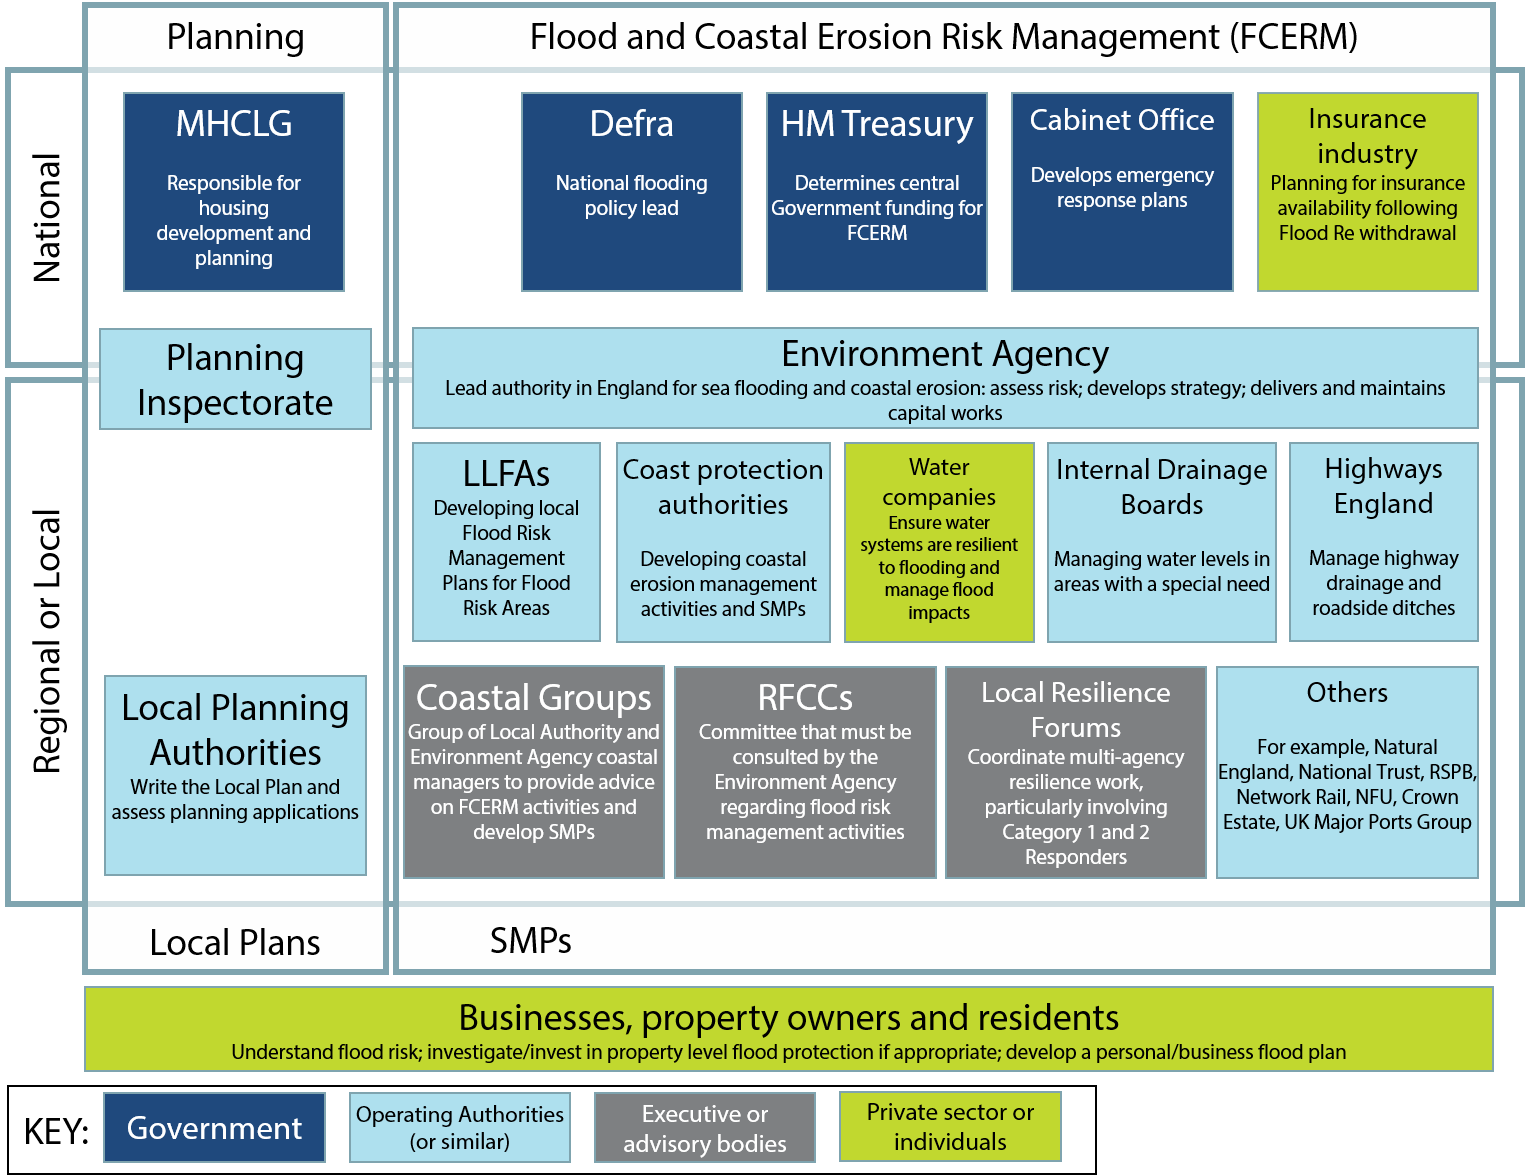 Planning
Flood and Coastal Erosion Risk Management (FCERM)
National
MHCLG
Responsible for
housing
development and
planning
Defra
National flooding
policy lead
HM Treasury
Determines central
Government funding for
FCERM
Cabinet Office
Develops emergency
response plans
Insurance
industry
Planning for insurance
availability following
Flood Re withdrawal
Planning
Inspectorate
Environment Agency
Lead authority in England for sea flooding and coastal erosion: assess risk; develops strategy; delivers and maintains
capital works
Regional or Local
LLFAs
Developing local
Flood Risk
Management
Plans for Flood
Risk Areas
Coast protection
authorities
Developing coastal
erosion management
activities and SMPs
Water
companies
Ensure water
systems are resilient
to flooding and
manage flood
impacts
Internal Drainage
Boards
Managing water levels in
areas with a special need
Highways
England
Manage highway
drainage and
roadside ditches
Local Planning
Authorities
Write the Local Plan and
assess planning applications
Coastal Groups
Group of Local Authority and
Environment Agency coastal
managers to provide advice
on FCERM activities and
develop SMPs
RFCCs
Committee that must be
consulted by the
Environment Agency
regarding flood risk
management activities
Local Resilience
Forums
Coordinate multi-agency
resilience work,
particularly involving
Category 1 and 2
Responders
Others
For example, Natural
England, National Trust, RSPB,
Network Rail, NFU, Crown
Estate, UK Major Ports Group
Local Plans
SMPs
Businesses, property owners and residents
Understand flood risk; investigate/invest in property level flood protection if appropriate; develop a personal/business flood plan
KEY:
Government
Operating Authorities
(or similar)
Executive or
advisory bodies
Private sector or
individuals